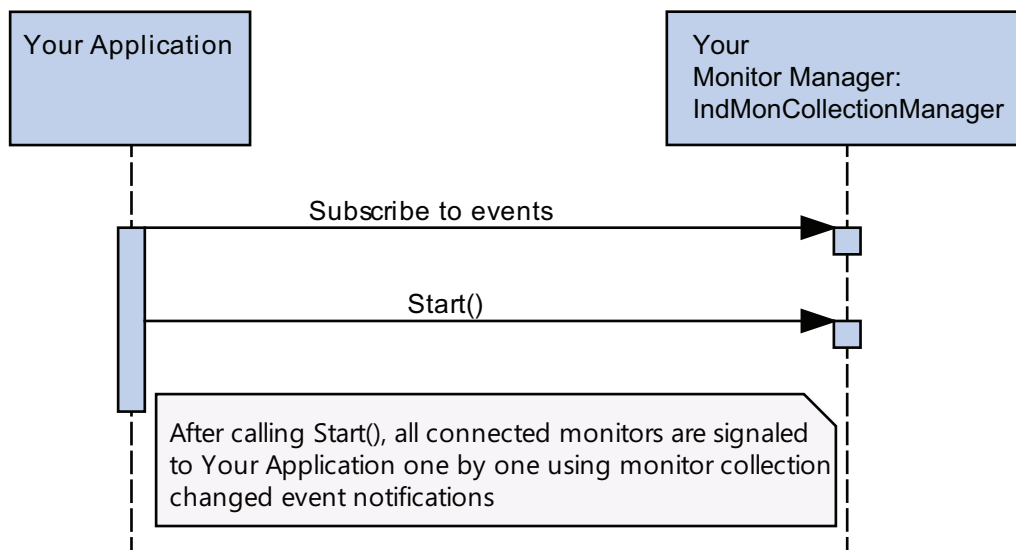 Your Application
Your
Monitor Manager:
IndMonCollectionManager
Subscribe to events
Start()
After calling Start(), all connected monitors are signaled
to Your Application one by one using monitor collection
changed event notifications